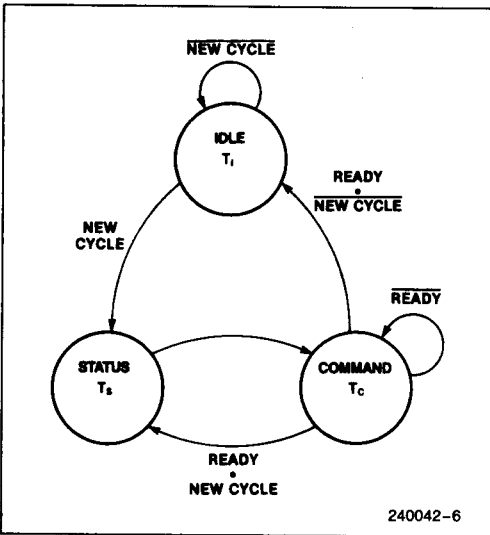 NEW CYCLE
IDLE
Tı
READY
•
NEW CYCLE
NEW
CYCLE
READY
STATUS
Ts
COMMAND
Tc
READY
•
NEW CYCLE
240042-6